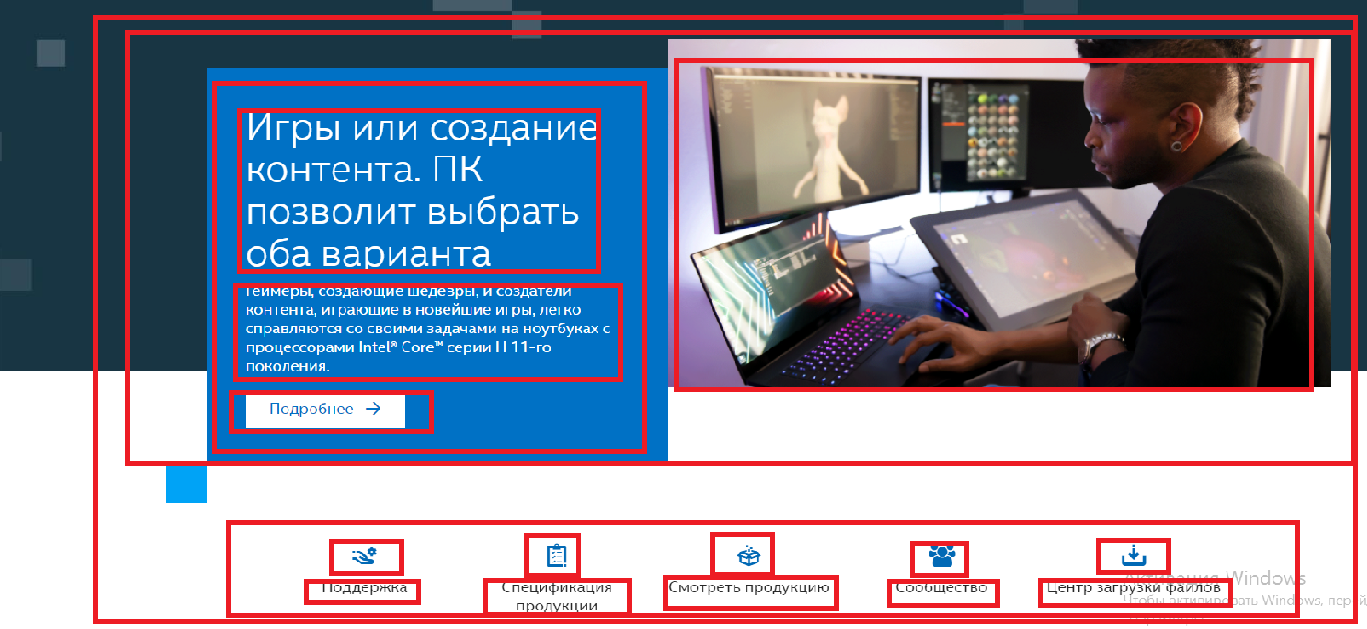 Игры или создание
контента. ПК
позволит выбрать
оба варианта
Геймеры, создающие шедевры, и создатели
контента, играющие в новейшие игры, легко
справляются со своими задачами на ноутбуках с
процессорами Intel® Core™ серии H 11-го
поколения.
Подробнее →
Поддержка
Спецификация
продукции
Смотреть продукцию
Сообщество
Центр загрузки файлов
Активация Windows
Чтобы активировать Windows, перей